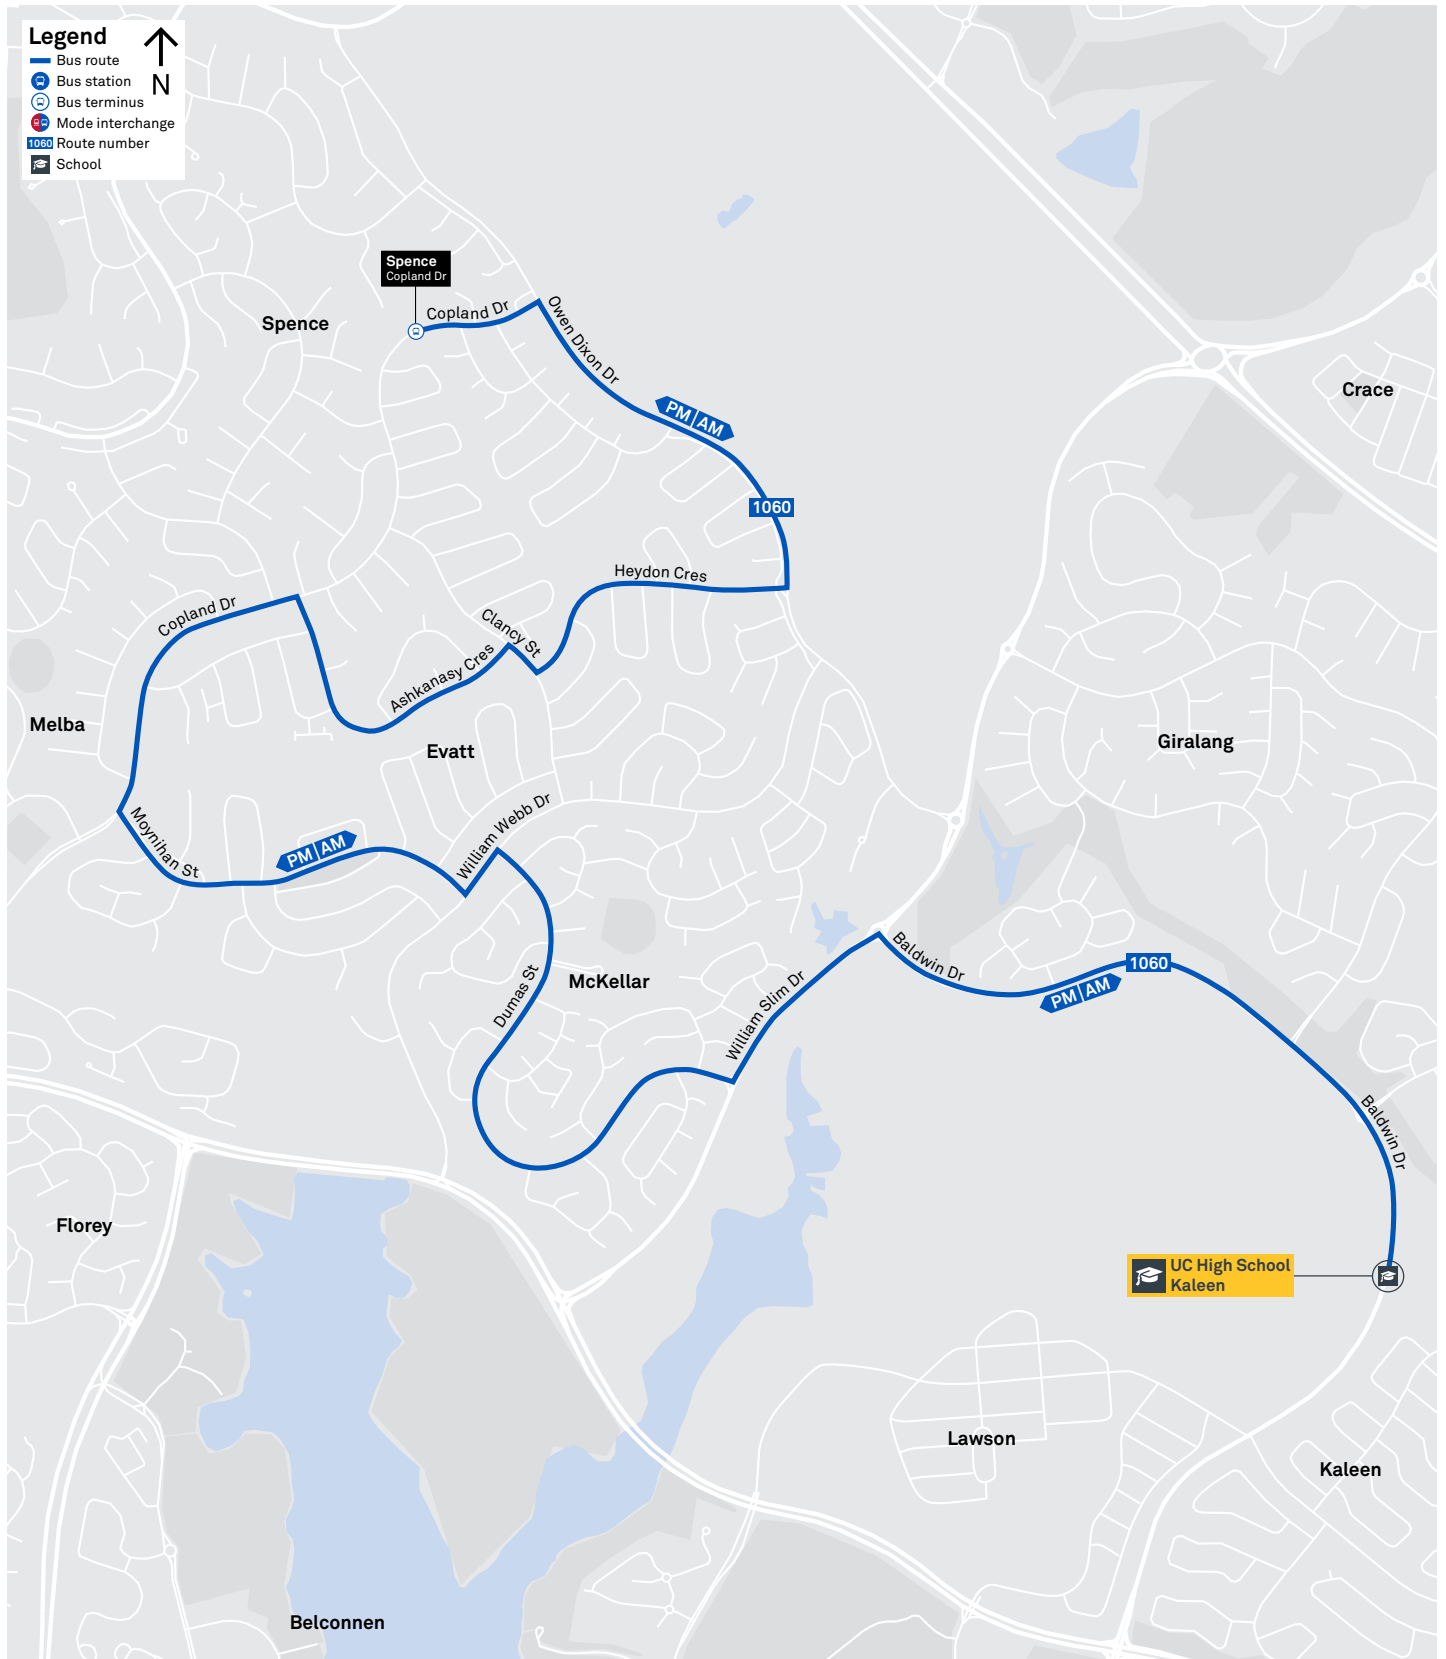 Legend
N
Bus route
Bus station
Bus terminus
Mode interchange
1060 Route number
School
Spence
Copland Dr
Spence
Copland Dr
Owen Dixon Dr
PM AM
1060
Crace
Heydon Cres
Clancy St
Copland Dr
Ashkanasy Cres
Melba
Evatt
Giralang
William Webb Dr
Moynihan St
PM AM
McKellar
Dumas St
William Slim Dr
Baldwin Dr
1060
PM AM
Baldwin Dr
Florey
UC High School
Kaleen
Lawson
Kaleen
Belconnen